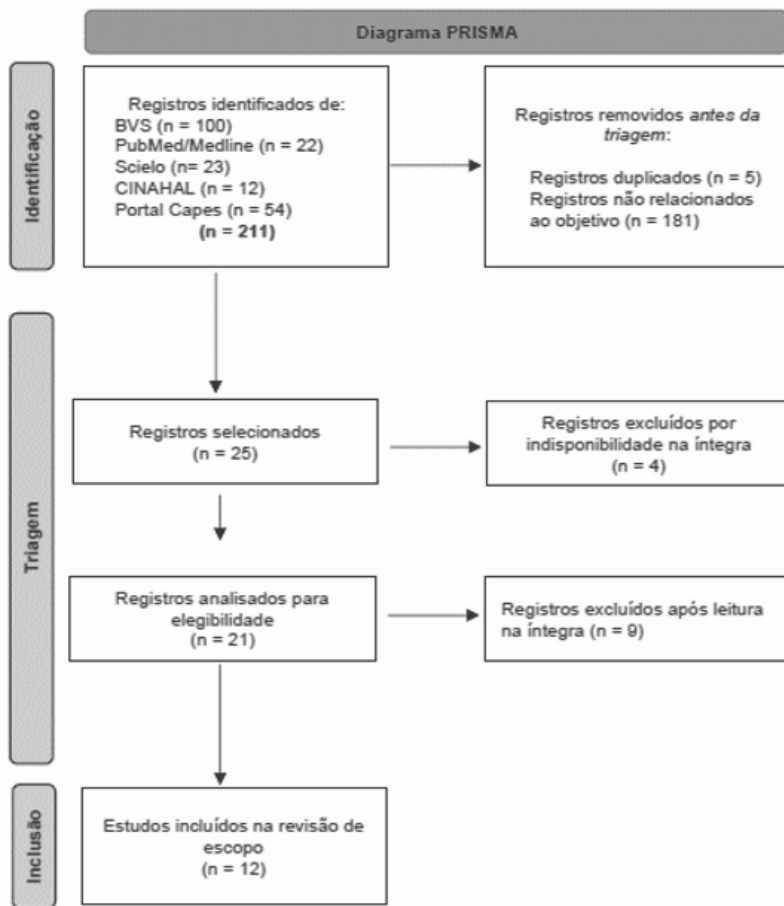 Diagrama PRISMA
Identificação
Registros identificados de:
BVS (n = 100)
PubMed/Medline (n = 22)
Scielo (n= 23)
CINAHAL (n = 12)
Portal Capes (n = 54)
(n = 211)
Registros removidos antes da
triagem:
Registros duplicados (n = 5)
Registros não relacionados
ao objetivo (n = 181)
Triagem
Registros selecionados
(n = 25)
Registros excluídos por
indisponibilidade na íntegra
(n = 4)
Registros analisados para
elegibilidade
(n = 21)
Registros excluídos após leitura
na íntegra (n = 9)
Inclusão
Estudos incluídos na revisão de
escopo
(n = 12)